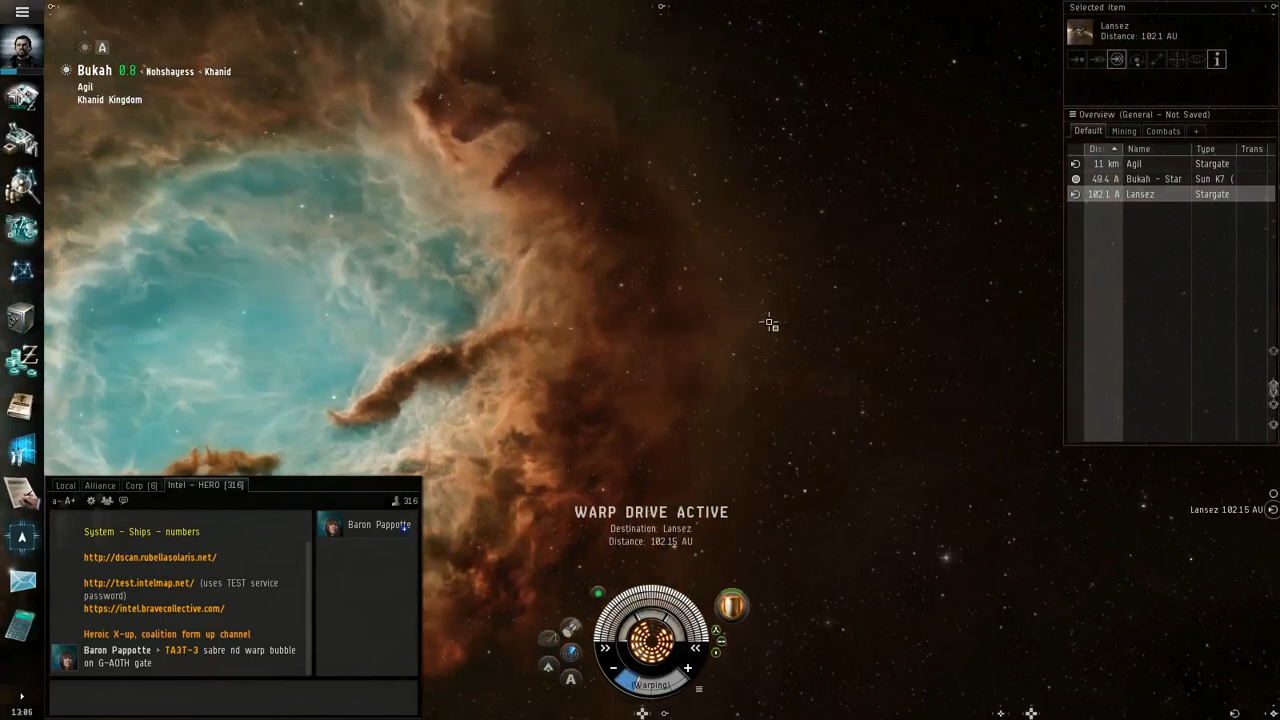 Bukah 0.8 < Nohshayess < Khanid
Agil
Khanid Kingdom
A
Selected Item
Lansez
Distance: 102.1 AU
Overview (General - Not Saved)
Default Mining Combats +
Name Type Trans
11 km Agil Stargate
49.4 A Bukah - Star Sun K7 (
102.1 A Lansez Stargate
Lansez 102.15 AU
WARP DRIVE ACTIVE
Destination: Lansez
Distance: 102.15 AU
(Warping)
A
Local Alliance Corp [6] Intel - HERO [316]
a- A+ 316
System - Ships - numbers
http://dscan.rubellasolaris.net/
http://test.intelmap.net/ (uses TEST service
password)
https://intel.bravecollective.com/
Heroic X-up, coalition form up channel
Baron Pappotte > TA3T-3 sabre nd warp bubble
on G-AOTH gate
Baron Pappotte
13:06